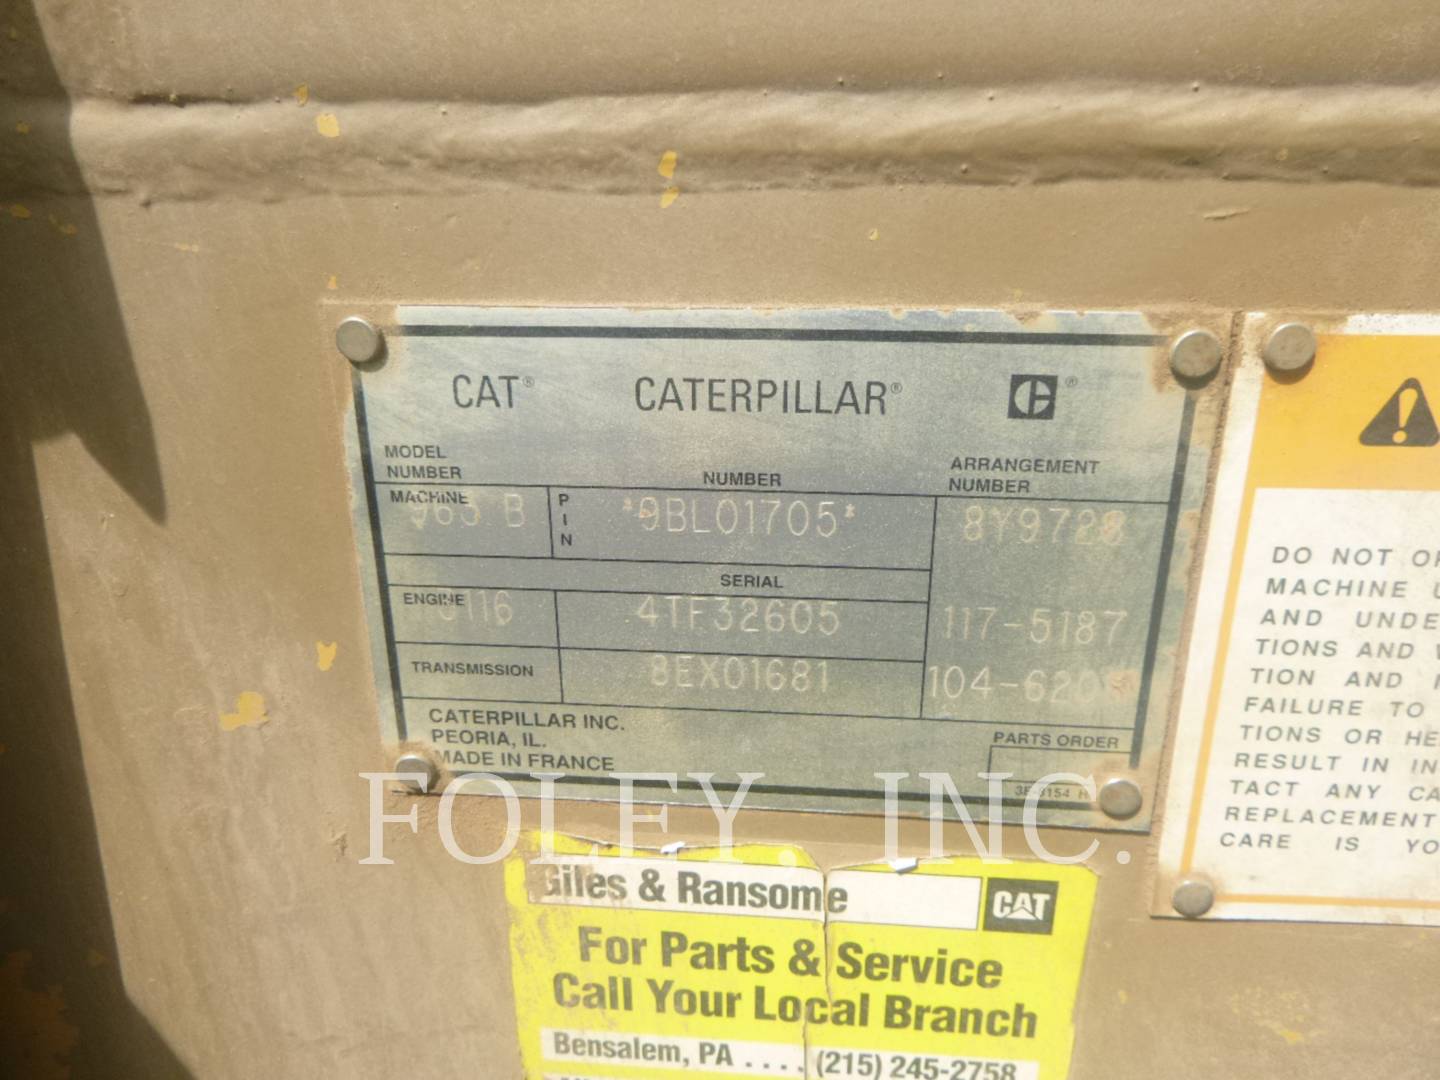 CAT® CATERPILLAR® ®
MODEL NUMBER NUMBER ARRANGEMENT NUMBER
MACHINE 963 B PIN *9BL01705* 8Y9728
SERIAL
ENGINE 3116 4TF32605 117-5187
TRANSMISSION 8EX01681 104-620
CATERPILLAR INC.
PEORIA, IL.
MADE IN FRANCE
PARTS ORDER
FOLEY, INC.
Giles & Ransome CAT
For Parts & Service
Call Your Local Branch
Bensalem, PA .... (215) 245-2758
DO NOT
MACHINE
AND
TIONS AND
TION AND
FAILURE TO
TIONS OR
RESULT IN
TACT ANY
REPLACEMENT
CARE IS